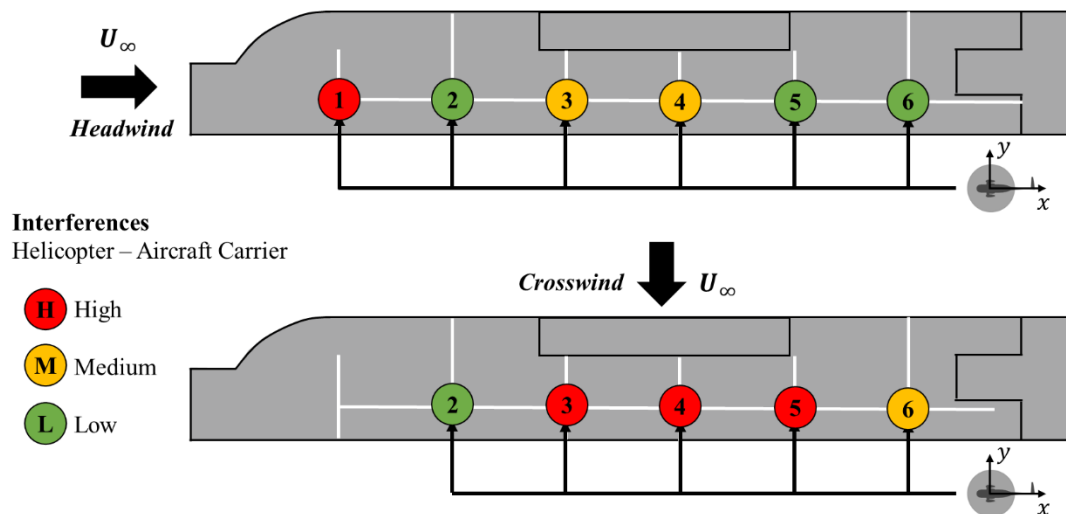 U∞
Headwind
1 2 3 4 5 6
y
x
Interferences
Helicopter – Aircraft Carrier
H High
M Medium
L Low
Crosswind U∞
2 3 4 5 6
y
x